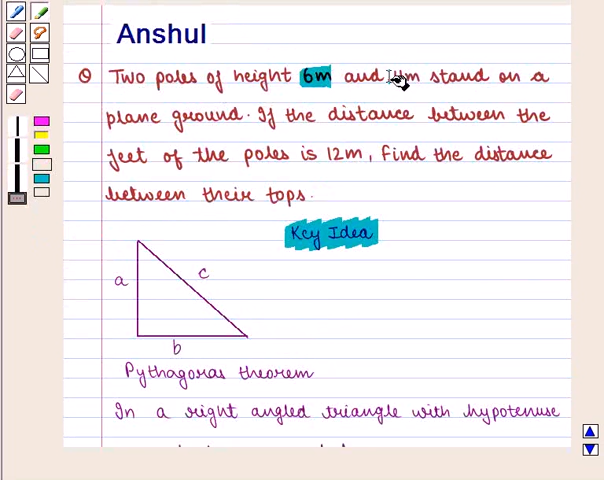 Anshul
Q Two poles of height 6m and stand on a
plane ground. If the distance between the
feet of the poles is 12m, find the distance
between their tops.
Key Idea
a
c
b
Pythagoras theorem
In a right angled triangle with hypotenuse